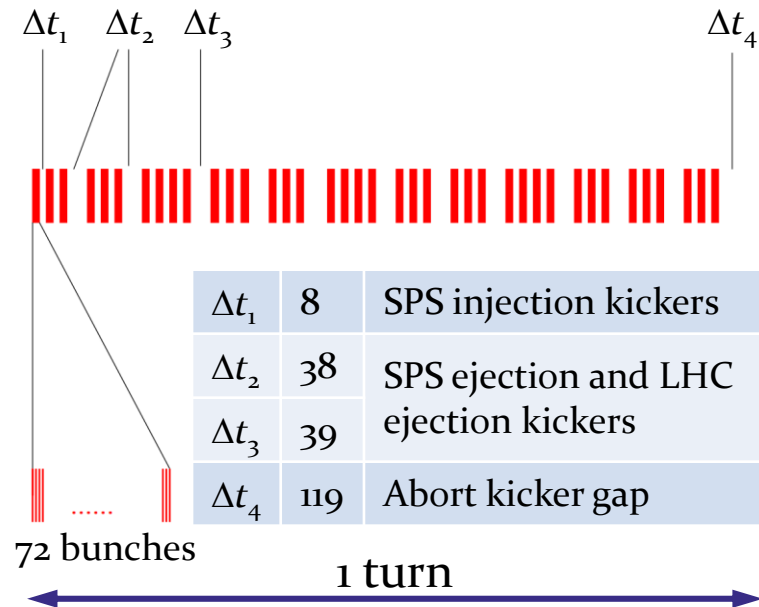 Δt₁ Δt₂ Δt₃ Δt₄
Δt₁ 8 SPS injection kickers
Δt₂ 38 SPS ejection and LHC
ejection kickers
Δt₃ 39
Δt₄ 119 Abort kicker gap
......
72 bunches
1 turn